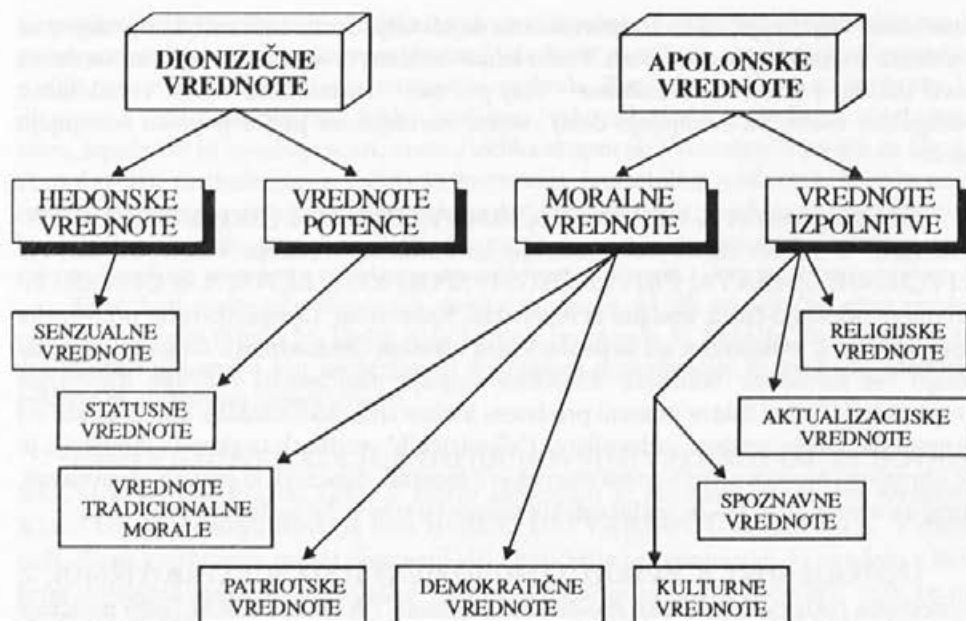 DIONIZIČNE
VREDNOTE
APOLONSKE
VREDNOTE
HEDONSKE
VREDNOTE
VREDNOTE
POTENCE
MORALNE
VREDNOTE
VREDNOTE
IZPOLNITVE
SENZUALNE
VREDNOTE
RELIGIJSKE
VREDNOTE
STATUSNE
VREDNOTE
AKTUALIZACIJSKE
VREDNOTE
VREDNOTE
TRADICIONALNE
MORALE
SPOZNAVNE
VREDNOTE
PATRIOTSKE
VREDNOTE
DEMOKRATIČNE
VREDNOTE
KULTURNE
VREDNOTE